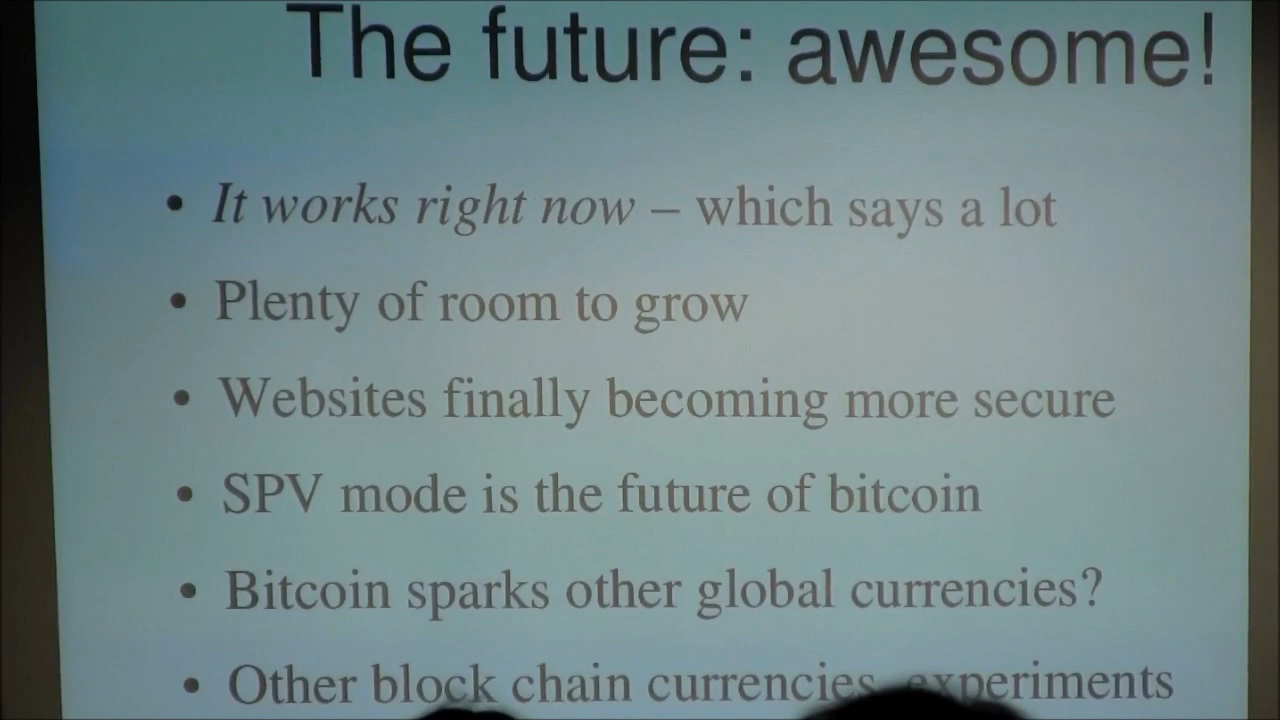 The future: awesome!
• It works right now – which says a lot
• Plenty of room to grow
• Websites finally becoming more secure
• SPV mode is the future of bitcoin
• Bitcoin sparks other global currencies?
• Other block chain currencies, experiments